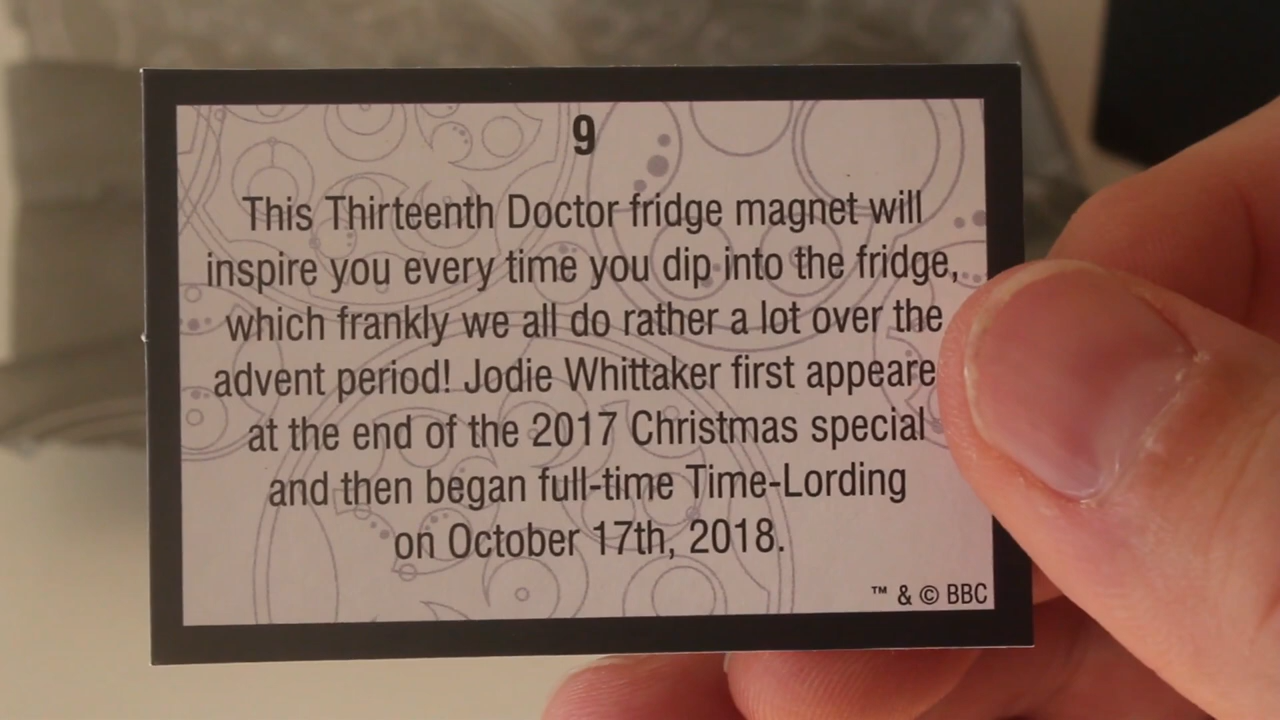 9
This Thirteenth Doctor fridge magnet will
inspire you every time you dip into the fridge,
which frankly we all do rather a lot over the
advent period! Jodie Whittaker first appeare
at the end of the 2017 Christmas special
and then began full-time Time-Lording
on October 17th, 2018.
™ & © BBC